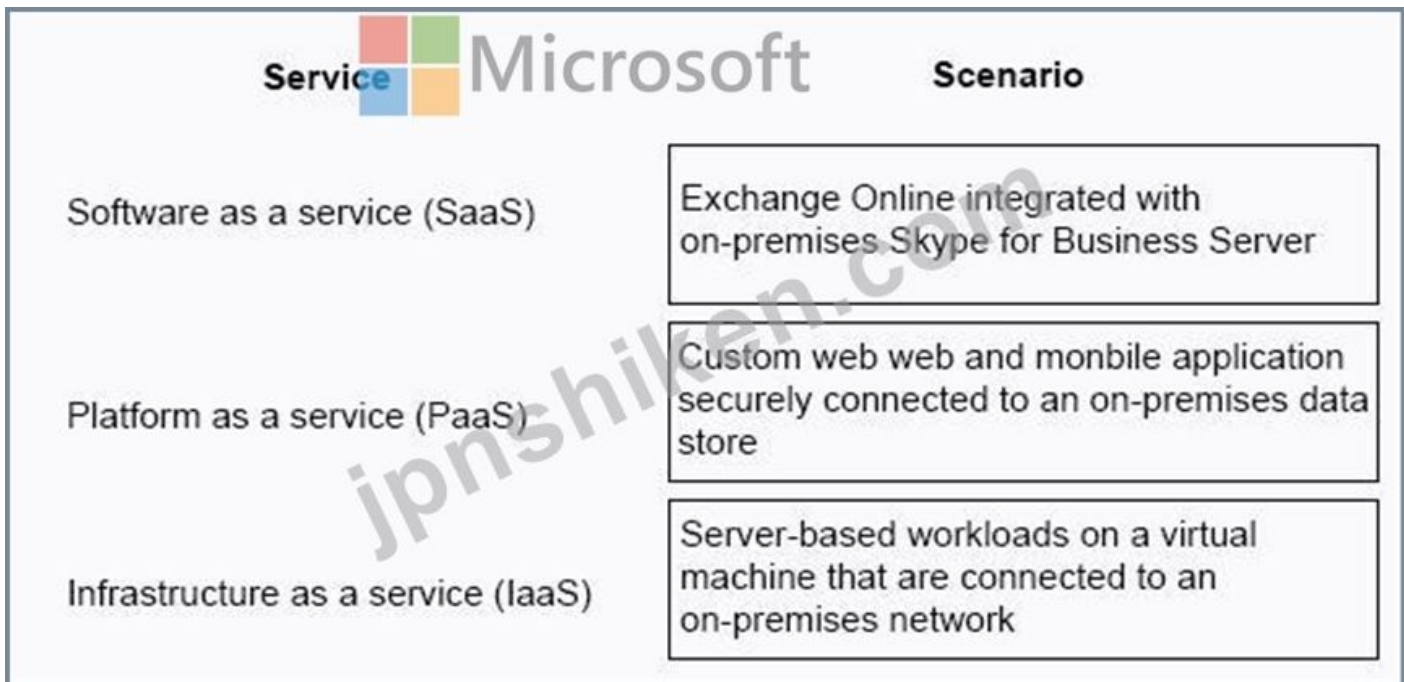 Service
Microsoft
Scenario
Software as a service (SaaS)
Exchange Online integrated with
on-premises Skype for Business Server
Platform as a service (PaaS)
Custom web web and monbile application
securely connected to an on-premises data
store
Infrastructure as a service (IaaS)
Server-based workloads on a virtual
machine that are connected to an
on-premises network
jpnshiken.com